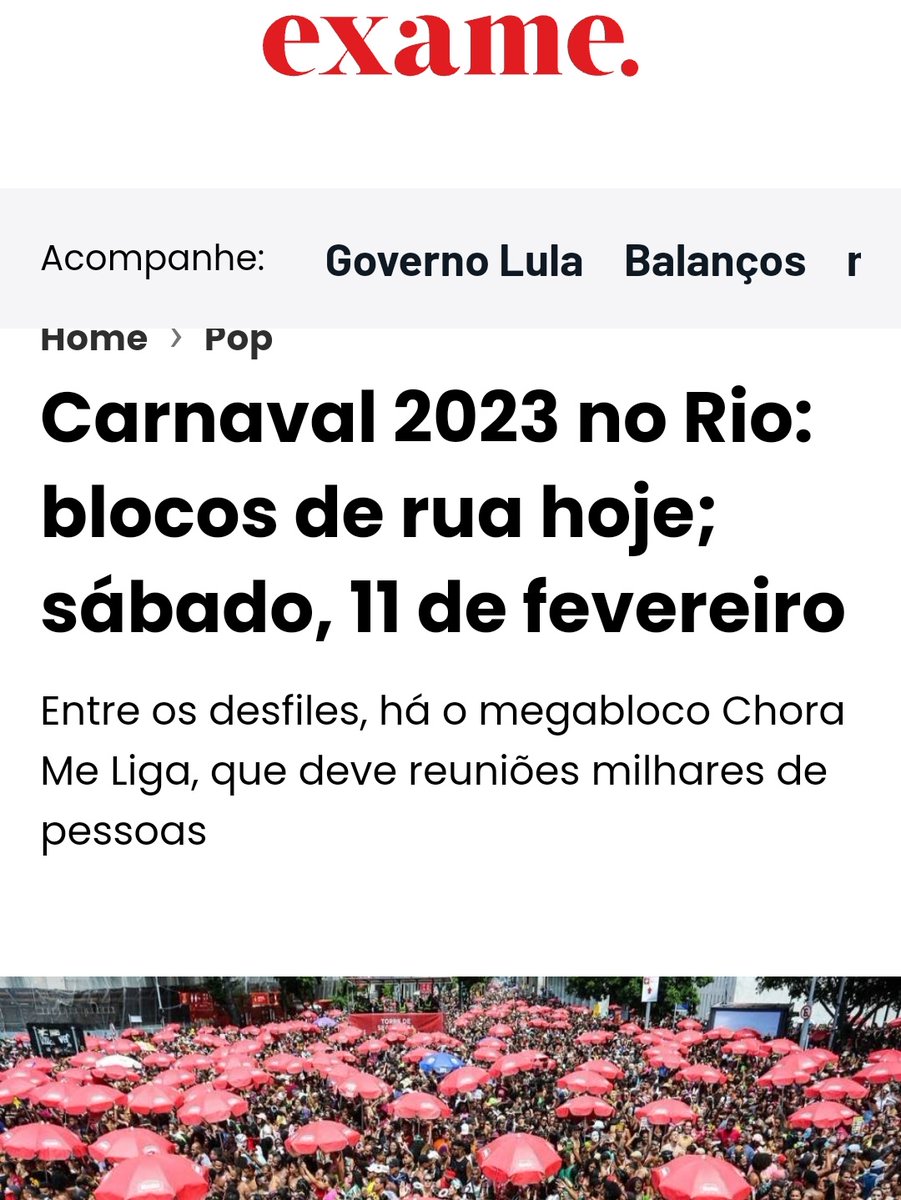 exame.
Acompanhe: Governo Lula Balanços r
Home › Pop
Carnaval 2023 no Rio:
blocos de rua hoje;
sábado, 11 de fevereiro
Entre os desfiles, há o megabloco Chora
Me Liga, que deve reuniões milhares de
pessoas